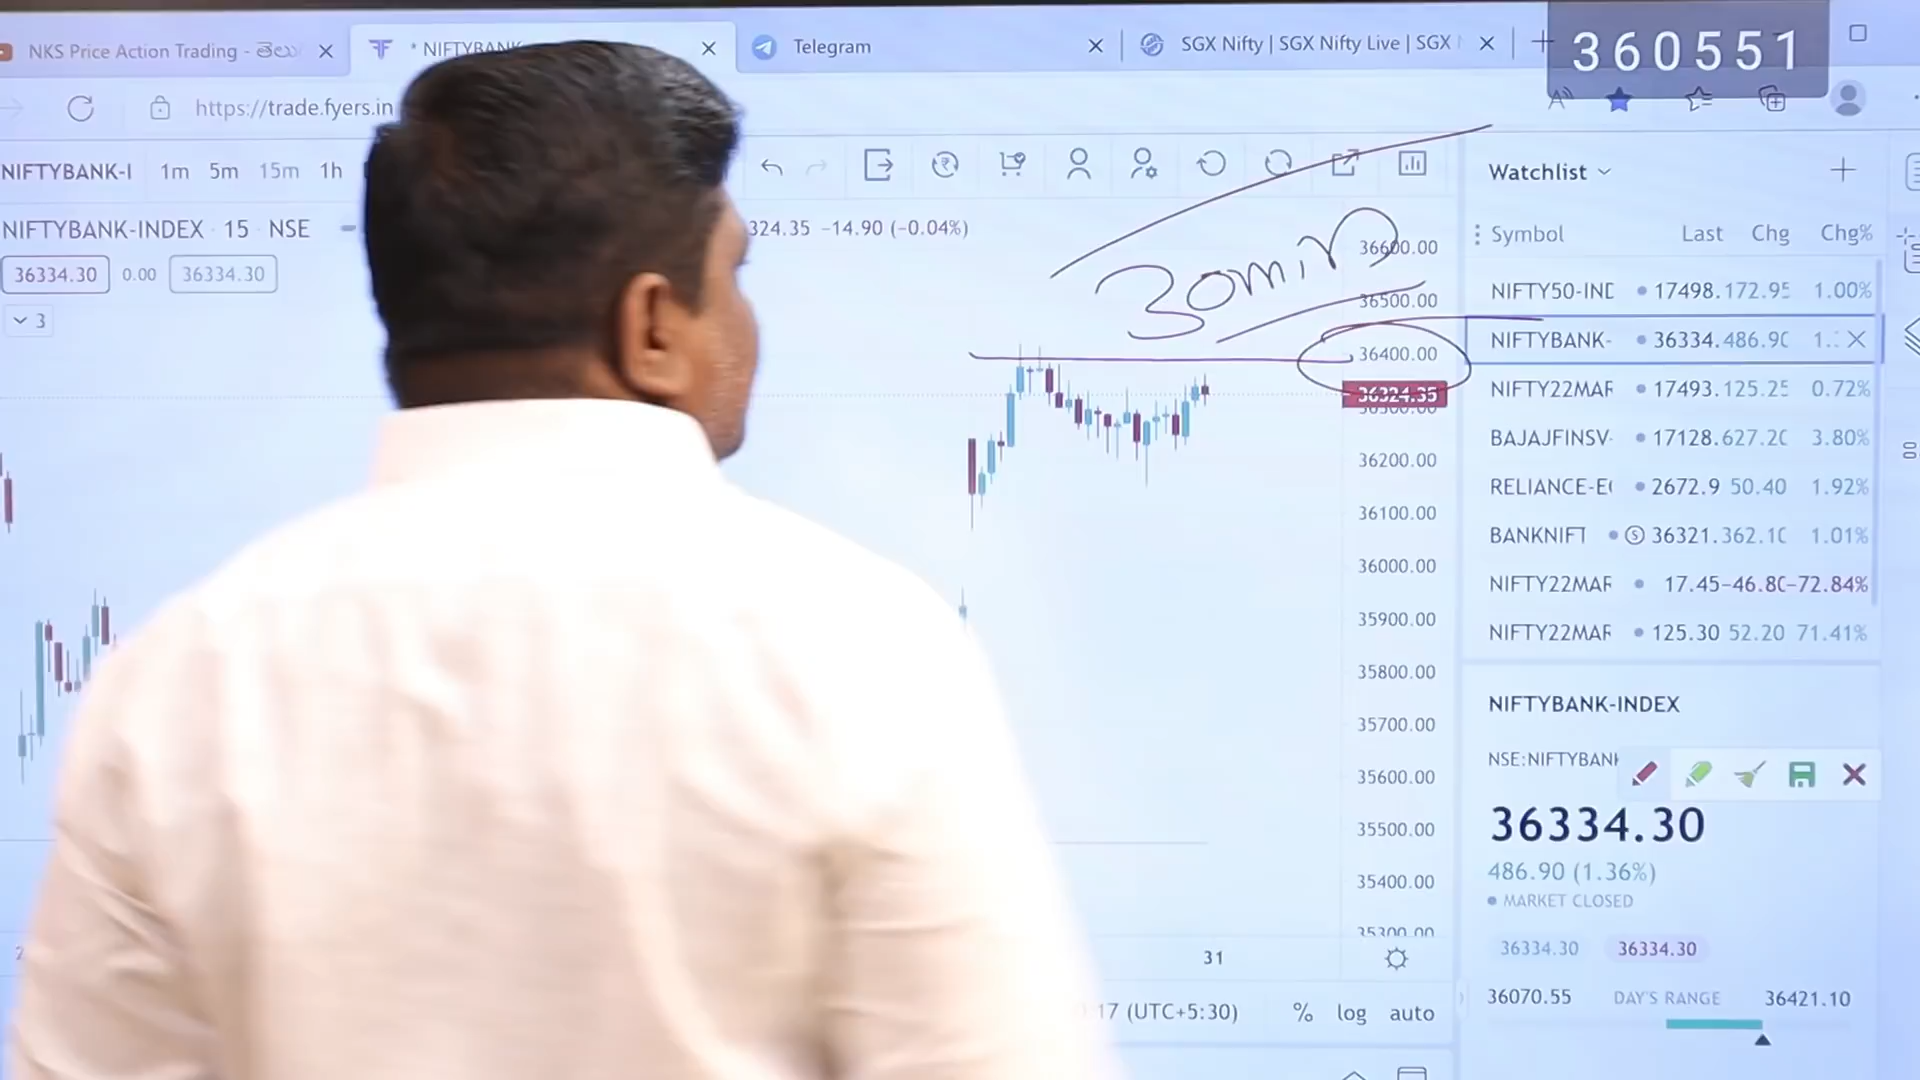 NKS Price Action Trading - తెలు
* NIFTYBANK
Telegram
SGX Nifty | SGX Nifty Live | SGX
360551
https://trade.fyers.in
NIFTYBANK-I 1m 5m 15m 1h
NIFTYBANK-INDEX · 15 · NSE
324.35 −14.90 (−0.04%)
36334.30 0.00 36334.30
3
30min
36600.00
36500.00
36400.00
36324.35
36300.00
36200.00
36100.00
36000.00
35900.00
35800.00
35700.00
35600.00
35500.00
35400.00
35300.00
31
17 (UTC+5:30) % log auto
Watchlist
Symbol Last Chg Chg%
NIFTY50-IND 17498. 172.95 1.00%
NIFTYBANK- 36334. 486.90 1.
NIFTY22MAR 17493. 125.25 0.72%
BAJAJFINSV- 17128. 627.20 3.80%
RELIANCE-E 2672.9 50.40 1.92%
BANKNIFT S 36321. 362.10 1.01%
NIFTY22MAR 17.45 −46.80 −72.84%
NIFTY22MAR 125.30 52.20 71.41%
NIFTYBANK-INDEX
NSE:NIFTYBANK
36334.30
486.90 (1.36%)
MARKET CLOSED
36334.30 36334.30
36070.55 DAY'S RANGE 36421.10